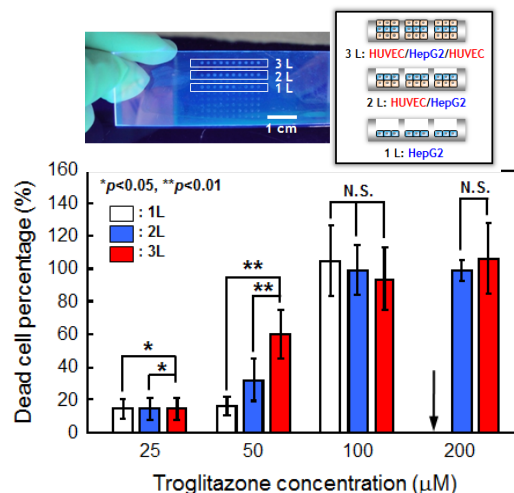 3 L
2 L
1 L
1 cm
3 L: HUVEC/HepG2/HUVEC
2 L: HUVEC/HepG2
1 L: HepG2
*p<0.05, **p<0.01
: 1L
: 2L
: 3L
Dead cell percentage (%)
160
140
120
100
80
60
40
20
0
*
*
**
**
N.S.
N.S.
25 50 100 200
Troglitazone concentration (μM)